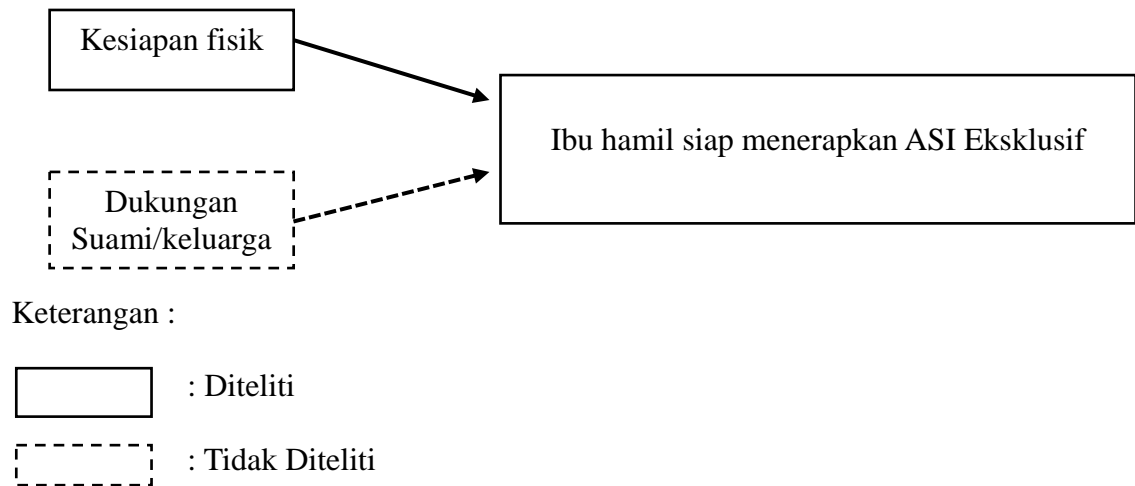 Kesiapan fisik
Ibu hamil siap menerapkan ASI Eksklusif
Dukungan
Suami/keluarga
Keterangan :
: Diteliti
: Tidak Diteliti